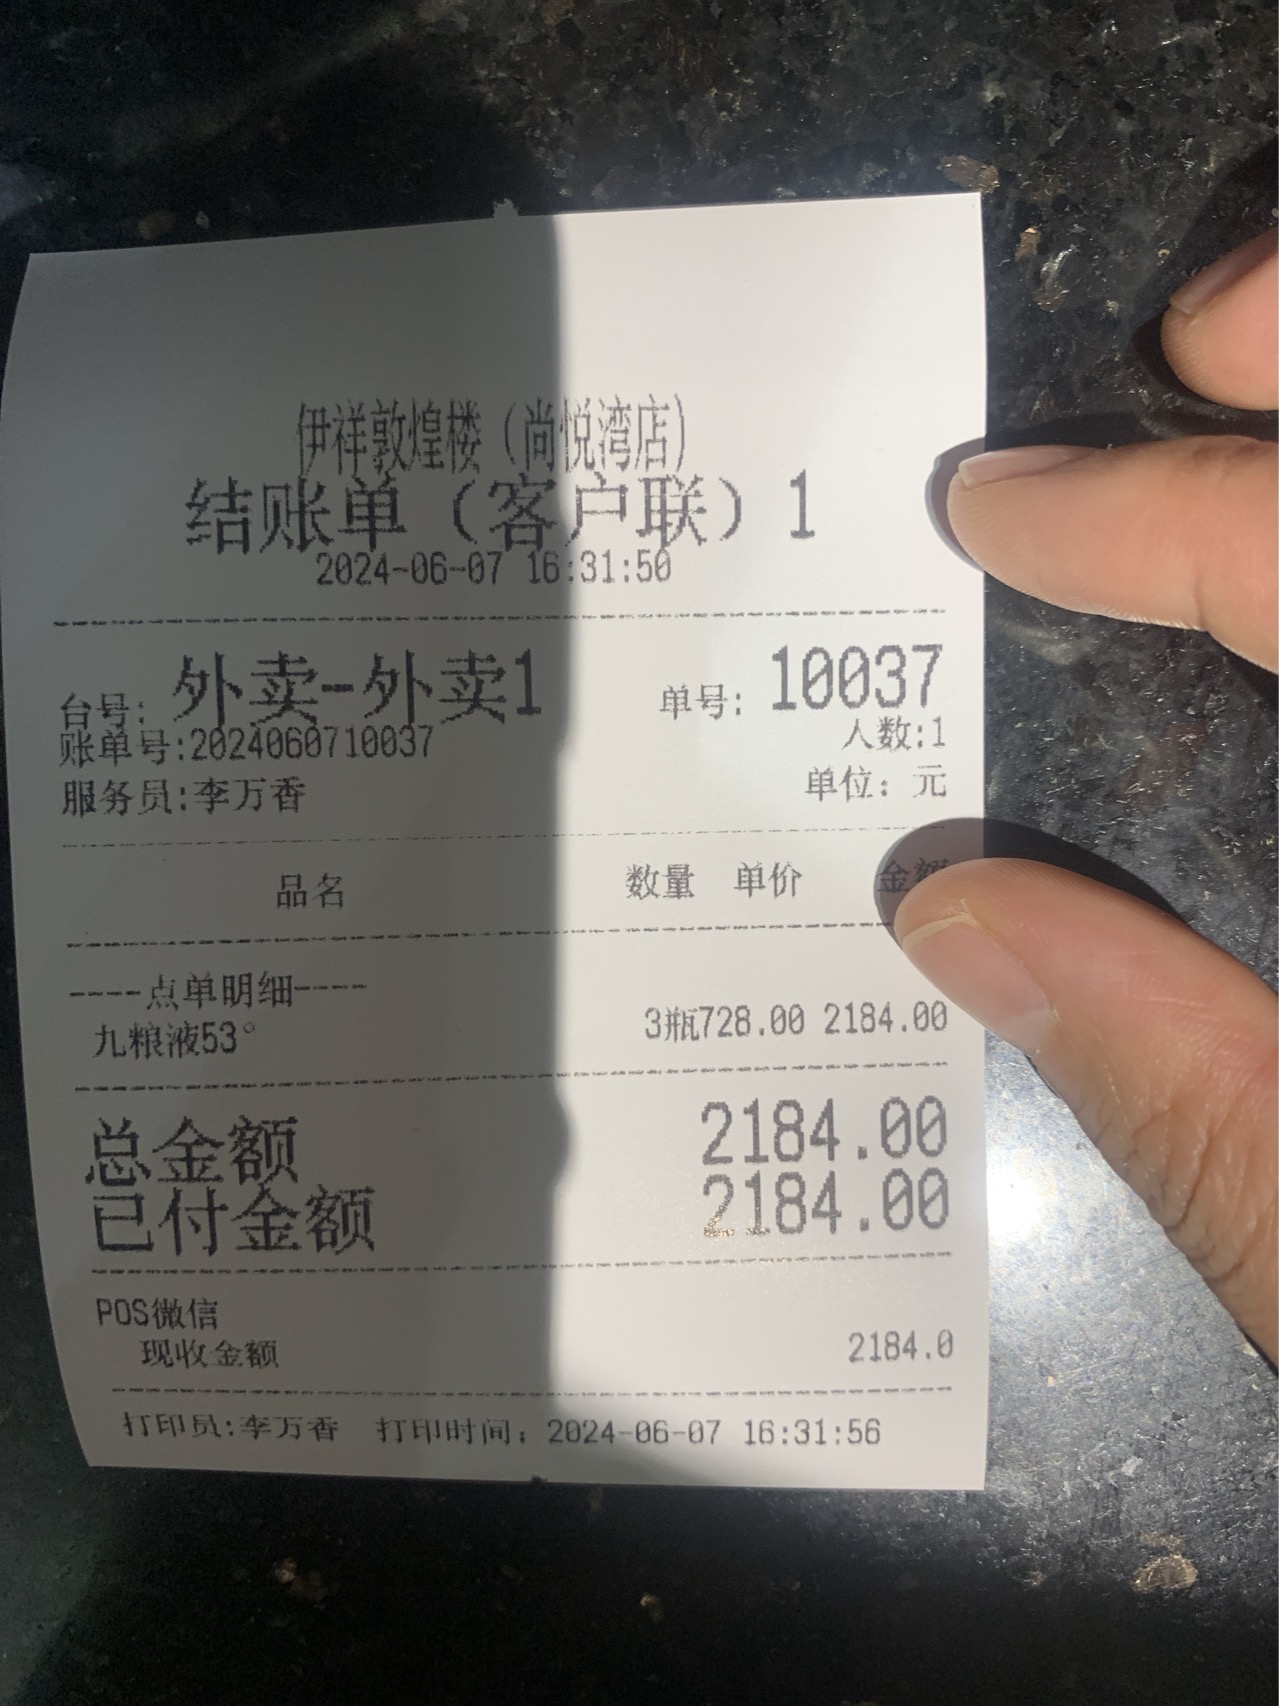 伊祥敦煌楼（尚悦湾店）
结账单（客户联）1
2024-06-07 16:31:50
台号: 外卖-外卖1 单号: 10037
账单号:2024060710037 人数:1
服务员:李万香 单位: 元
品名 数量 单价 金额
----点单明细----
九粮液53° 3瓶728.00 2184.00
总金额 2184.00
已付金额 2184.00
POS微信
现收金额 2184.0
打印员:李万香 打印时间: 2024-06-07 16:31:56